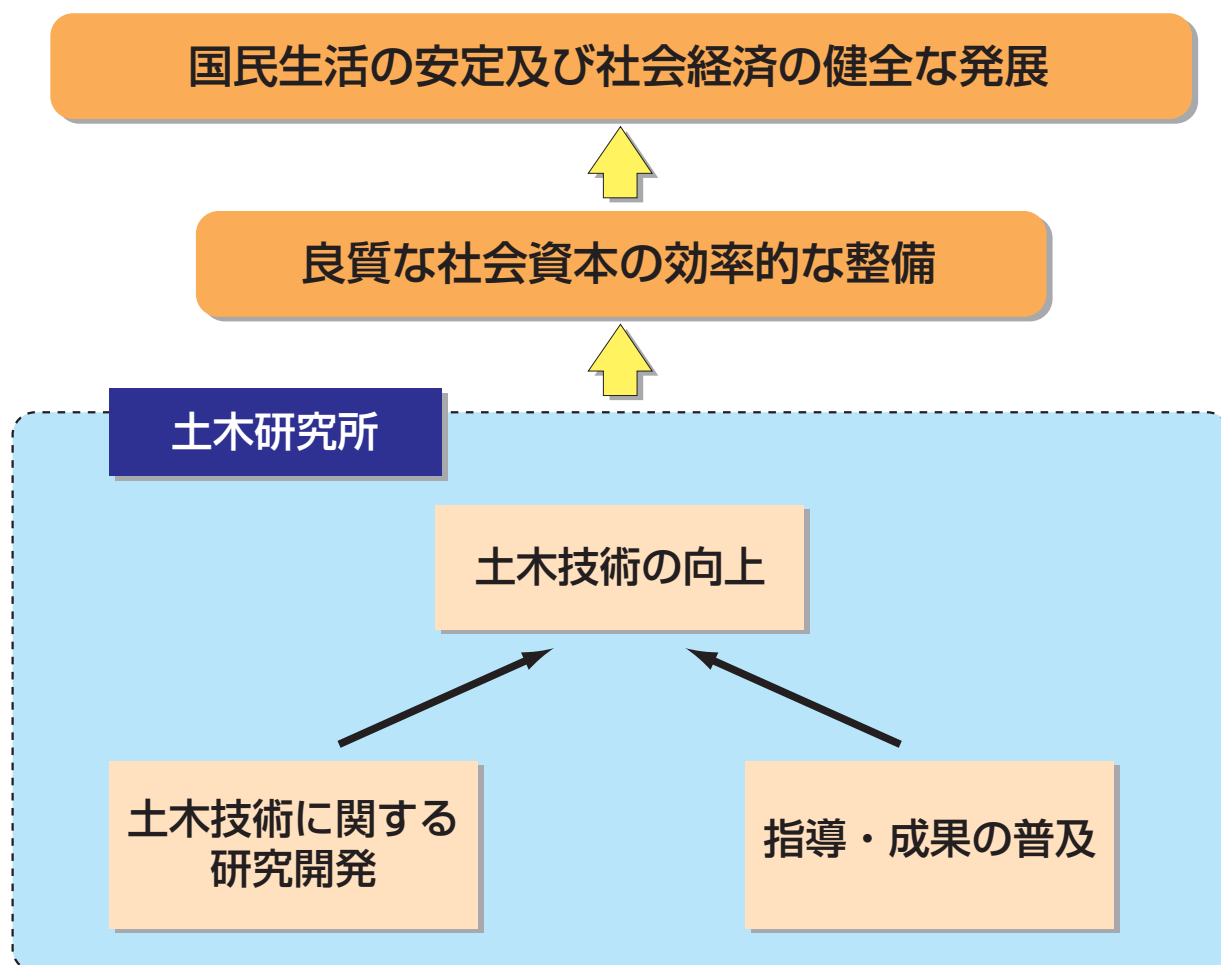 国民生活の安定及び社会経済の健全な発展
良質な社会資本の効率的な整備
土木研究所
土木技術の向上
土木技術に関する
研究開発
指導・成果の普及